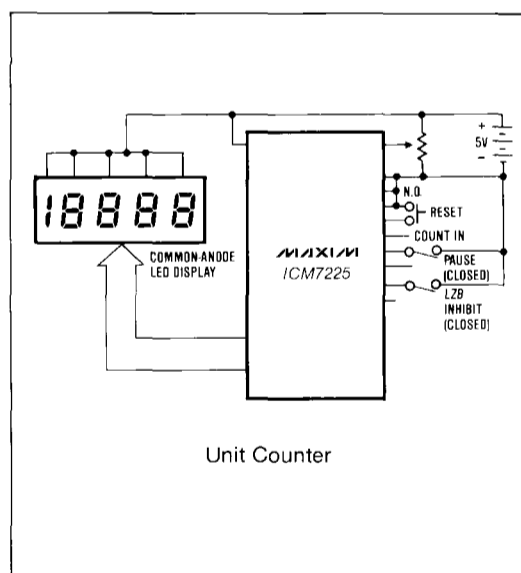 +
5V
−
N.O.
RESET
18888
COUNT IN
COMMON-ANODE
LED DISPLAY
MAXIM
ICM7225
PAUSE
(CLOSED)
LZB
INHIBIT
(CLOSED)
Unit Counter